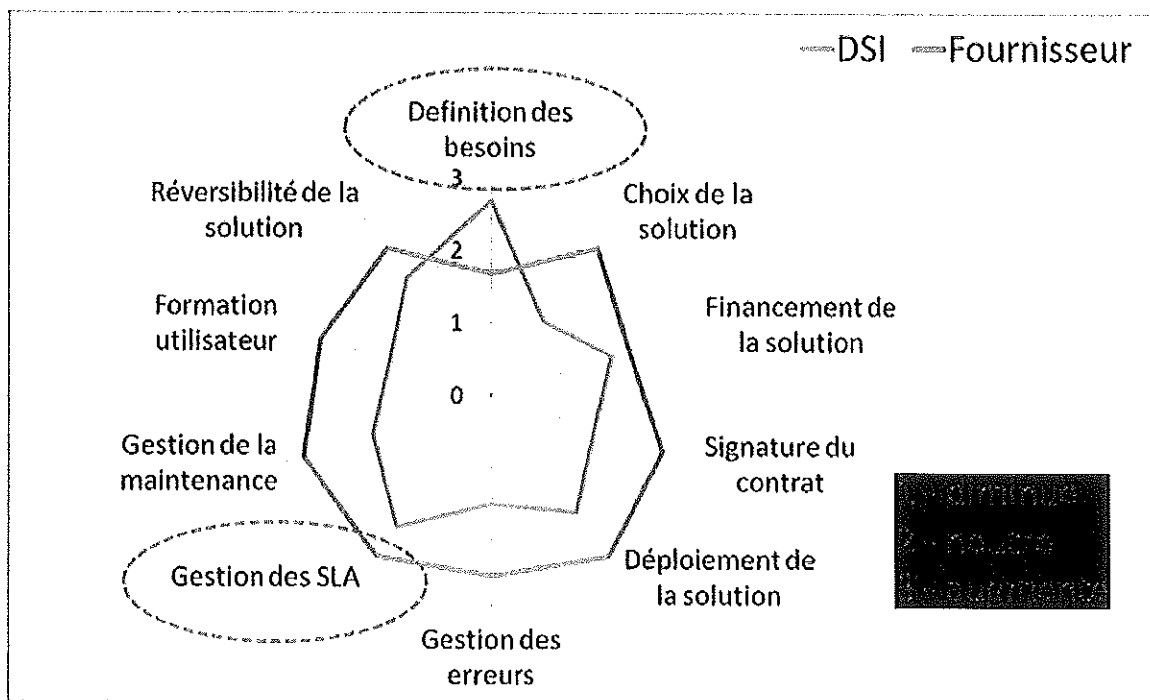 DSI Fournisseur
Definition des
besoins
3
Réversibilité de la
solution
Choix de la
solution
2
Formation
utilisateur
1
Financement de
la solution
0
Gestion de la
maintenance
Signature du
contrat
Gestion des SLA
Déploiement de
la solution
Gestion des
erreurs